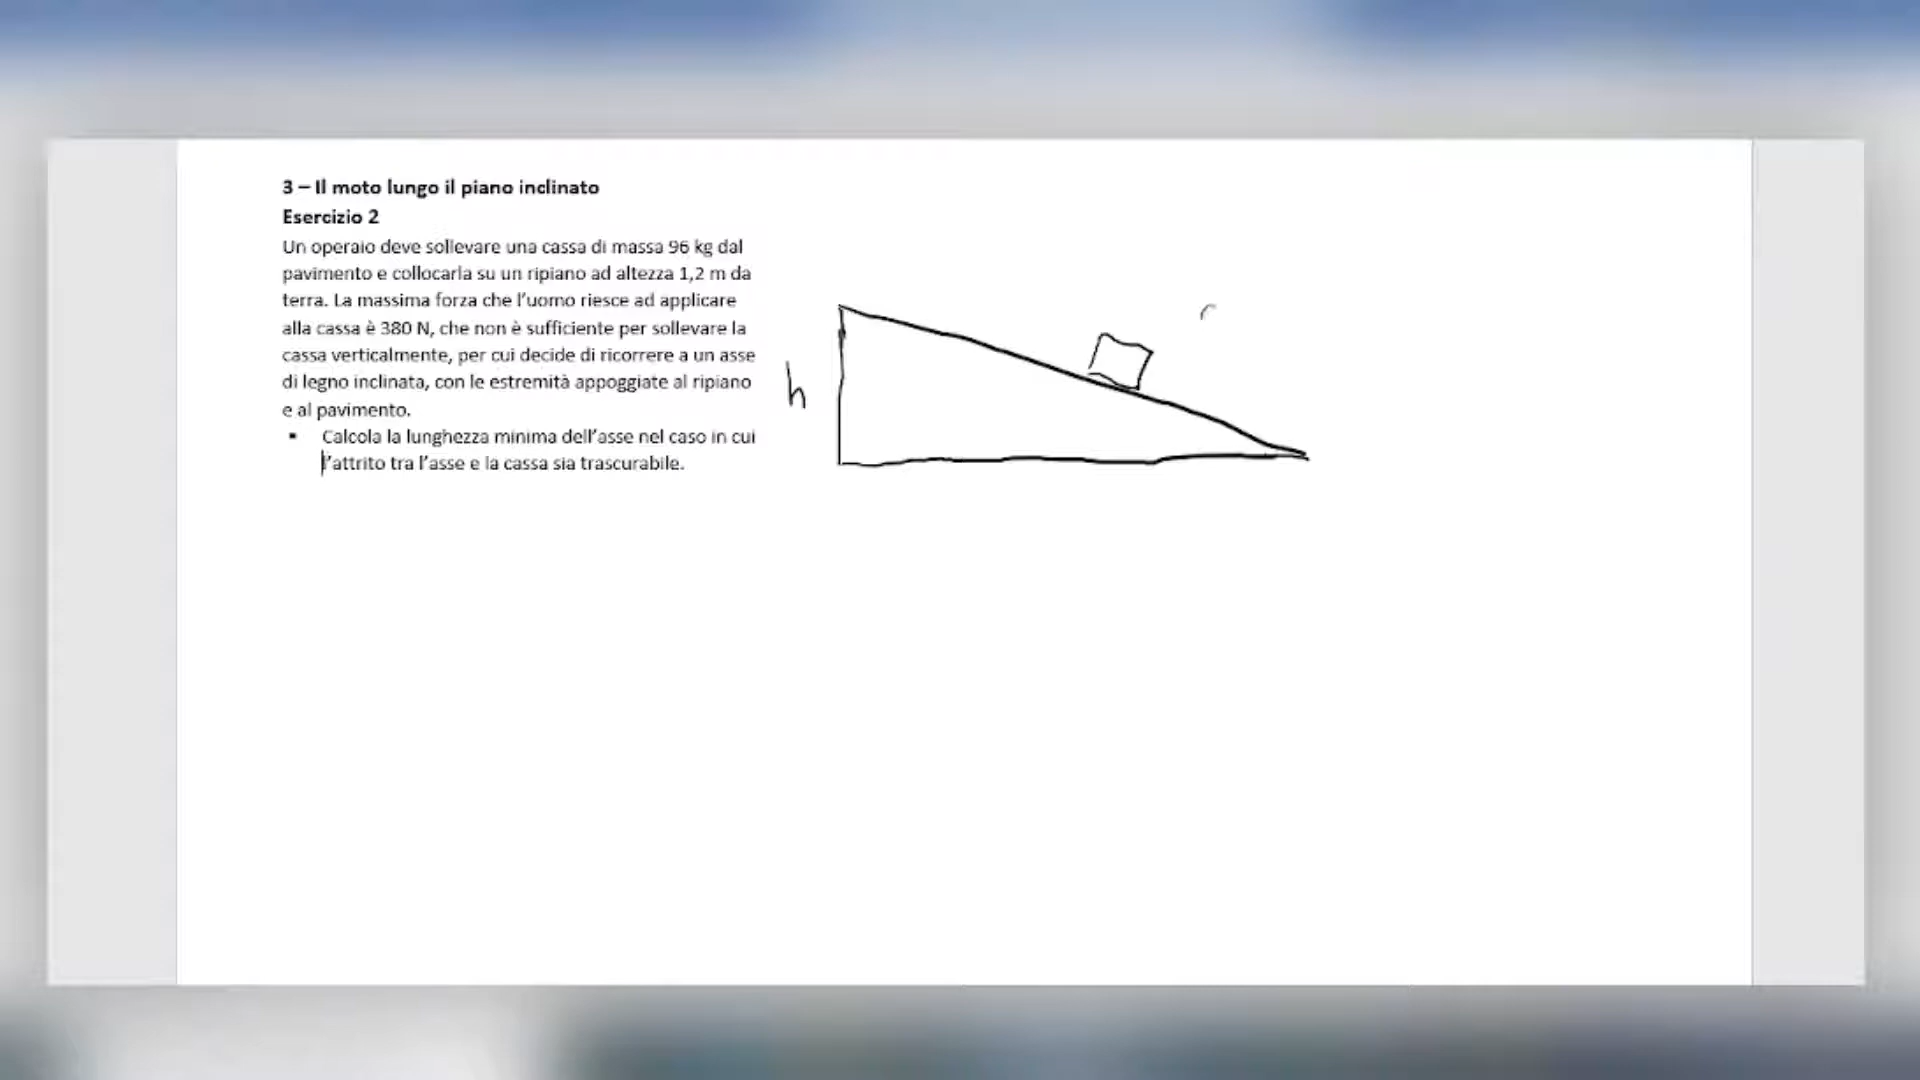 3 – Il moto lungo il piano inclinato
Esercizio 2
Un operaio deve sollevare una cassa di massa 96 kg dal
pavimento e collocarla su un ripiano ad altezza 1,2 m da
terra. La massima forza che l'uomo riesce ad applicare
alla cassa è 380 N, che non è sufficiente per sollevare la
cassa verticalmente, per cui decide di ricorrere a un asse
di legno inclinata, con le estremità appoggiate al ripiano
e al pavimento.
▪ Calcola la lunghezza minima dell'asse nel caso in cui
l'attrito tra l'asse e la cassa sia trascurabile.
h